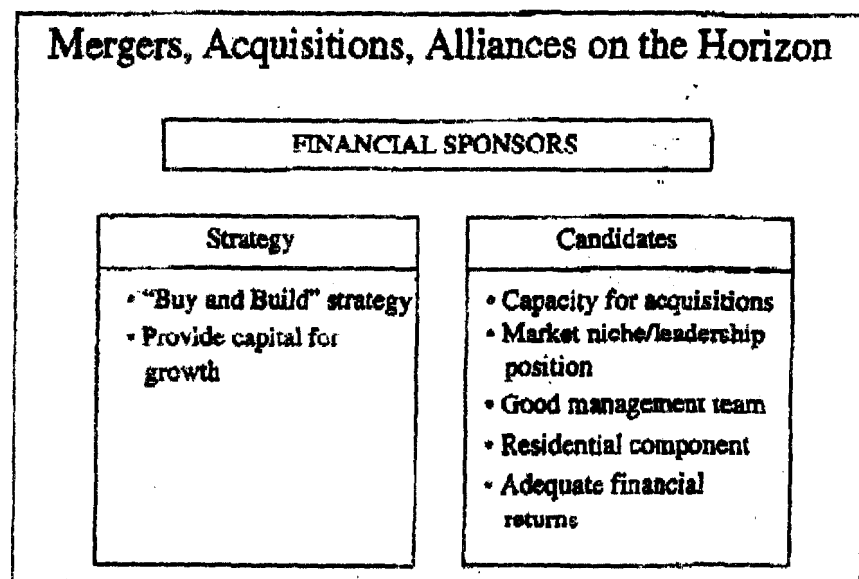 Mergers, Acquisitions, Alliances on the Horizon
FINANCIAL SPONSORS
Strategy
• "Buy and Build" strategy
• Provide capital for
growth
Candidates
• Capacity for acquisitions
• Market niche/leadership
position
• Good management team
• Residential component
• Adequate financial
returns